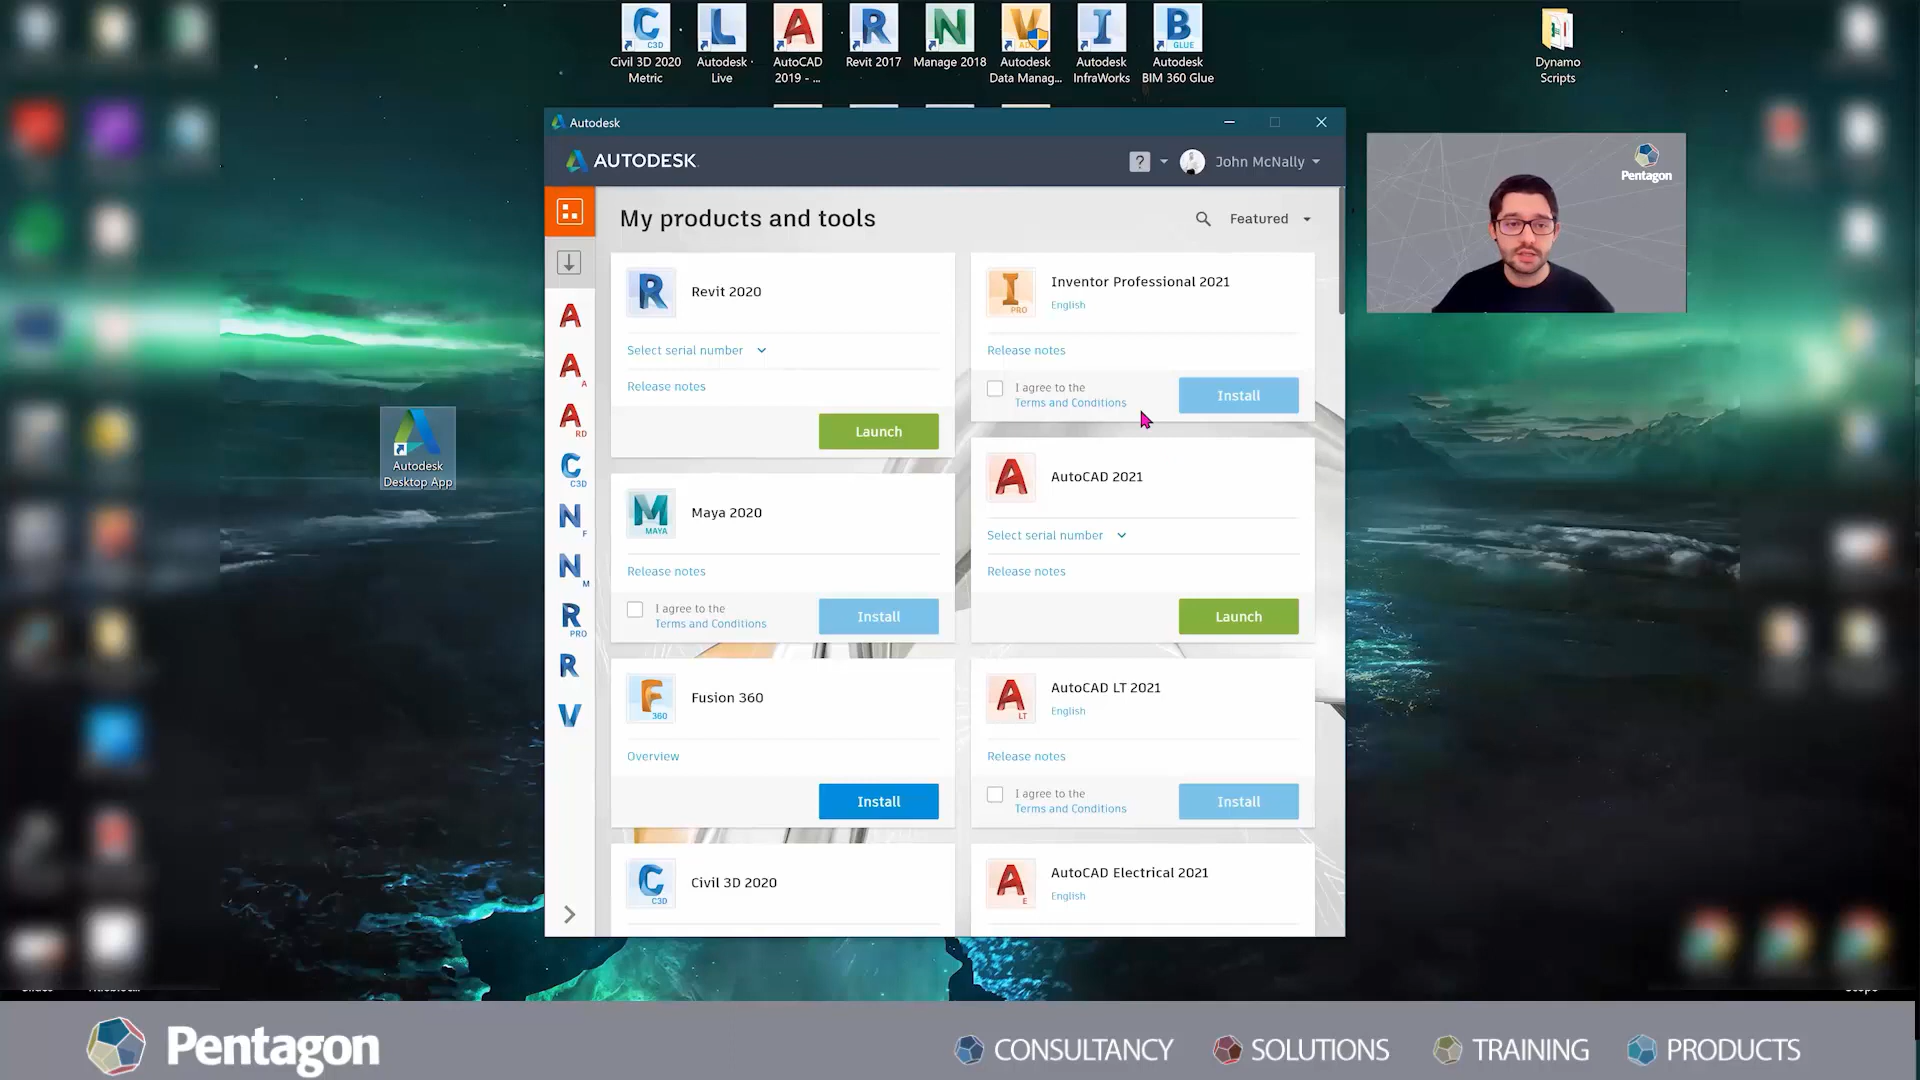 Civil 3D 2020
Metric
Autodesk
Live
AutoCAD
2019 - ...
Revit 2017
Manage 2018
Autodesk
Data Manag...
Autodesk
InfraWorks
Autodesk
BIM 360 Glue
Dynamo
Scripts
Autodesk
AUTODESK
John McNally
Pentagon
My products and tools
Featured
Revit 2020
Select serial number
Release notes
Launch
Inventor Professional 2021
English
Release notes
I agree to the
Terms and Conditions
Install
Autodesk
Desktop App
Maya 2020
Release notes
I agree to the
Terms and Conditions
Install
AutoCAD 2021
Select serial number
Release notes
Launch
Fusion 360
Overview
Install
AutoCAD LT 2021
English
Release notes
I agree to the
Terms and Conditions
Install
Civil 3D 2020
AutoCAD Electrical 2021
English
Pentagon
CONSULTANCY
SOLUTIONS
TRAINING
PRODUCTS